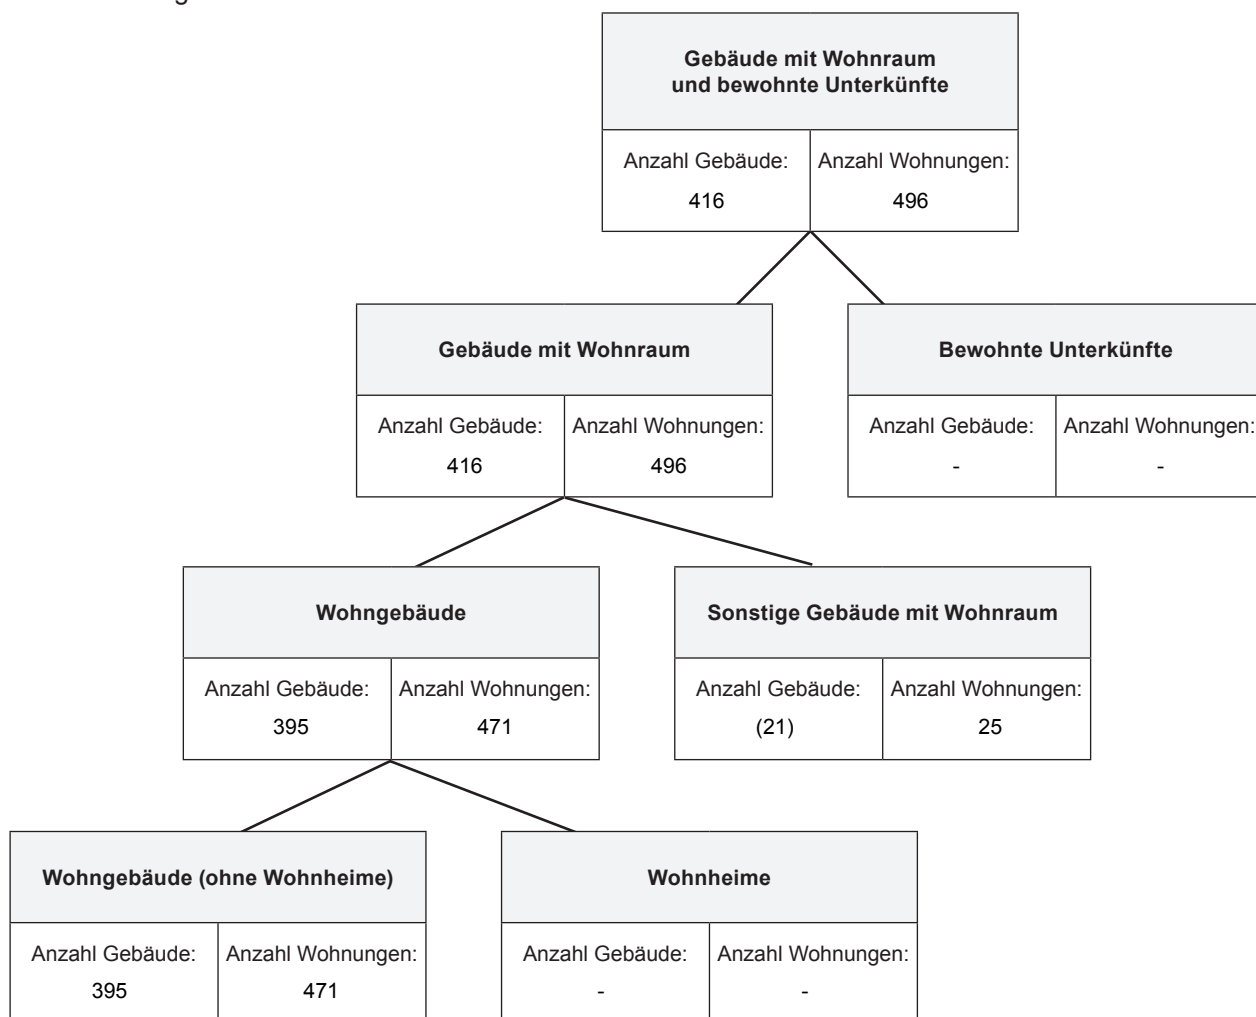 Gebäude mit Wohnraum
und bewohnte Unterkünfte
Anzahl Gebäude:
416
Anzahl Wohnungen:
496
Gebäude mit Wohnraum
Anzahl Gebäude:
416
Anzahl Wohnungen:
496
Bewohnte Unterkünfte
Anzahl Gebäude:
-
Anzahl Wohnungen:
-
Wohngebäude
Anzahl Gebäude:
395
Anzahl Wohnungen:
471
Sonstige Gebäude mit Wohnraum
Anzahl Gebäude:
(21)
Anzahl Wohnungen:
25
Wohngebäude (ohne Wohnheime)
Anzahl Gebäude:
395
Anzahl Wohnungen:
471
Wohnheime
Anzahl Gebäude:
-
Anzahl Wohnungen:
-